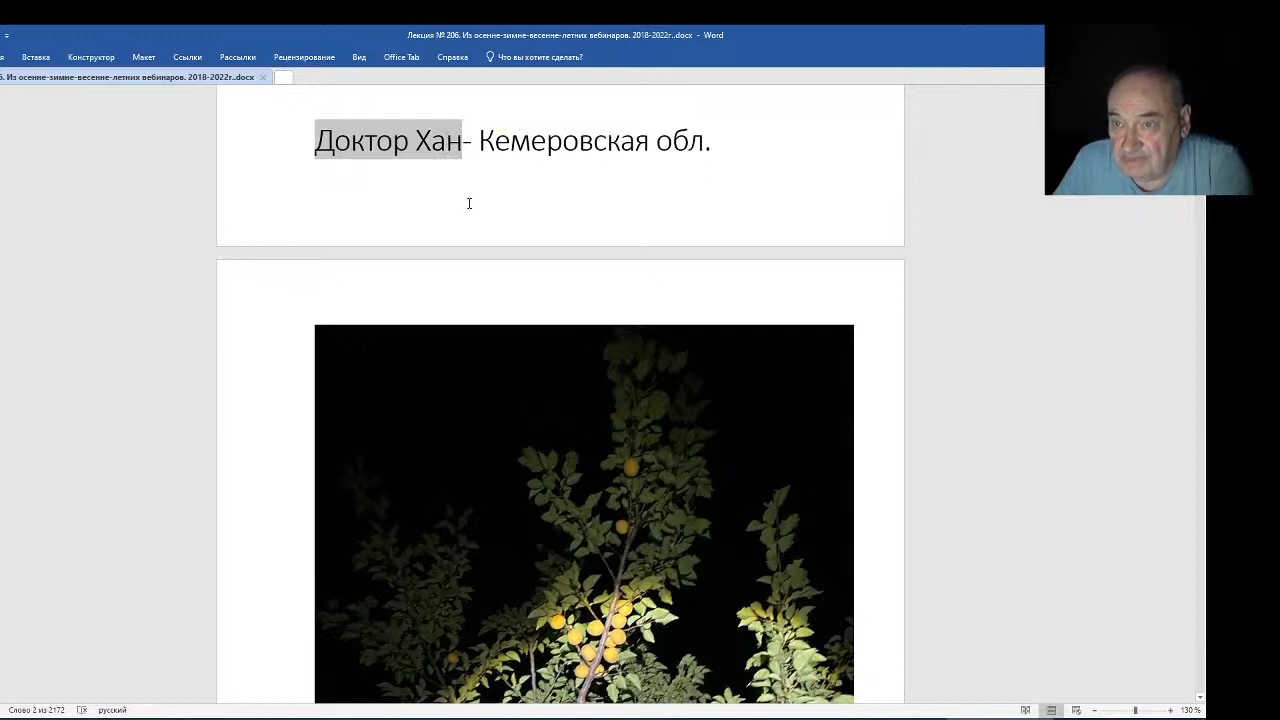 Лекция № 206. Из осенне-зимне-весенне-летних вебинаров. 2018-2022г..docx - Word
я Вставка Конструктор Макет Ссылки Рассылки Рецензирование Вид Office Tab Справка Что вы хотите сделать?
6. Из осенне-зимне-весенне-летних вебинаров. 2018-2022г..docx
Доктор Хан- Кемеровская обл.
Слово 2 из 2172 русский 130 %